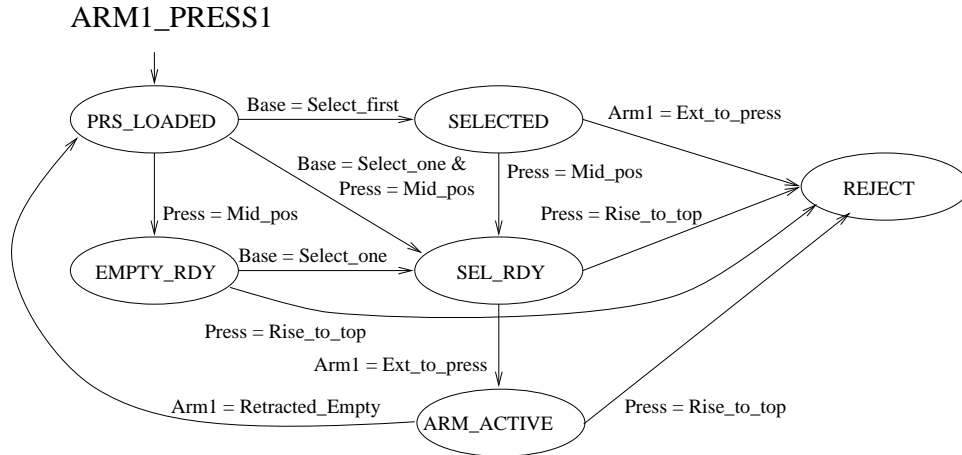 ARM1_PRESS1
Base = Select_first
Arm1 = Ext_to_press
PRS_LOADED
SELECTED
Base = Select_one &
Press = Mid_pos
Press = Mid_pos
REJECT
Press = Mid_pos
Press = Rise_to_top
Base = Select_one
EMPTY_RDY
SEL_RDY
Press = Rise_to_top
Arm1 = Ext_to_press
Arm1 = Retracted_Empty
Press = Rise_to_top
ARM_ACTIVE